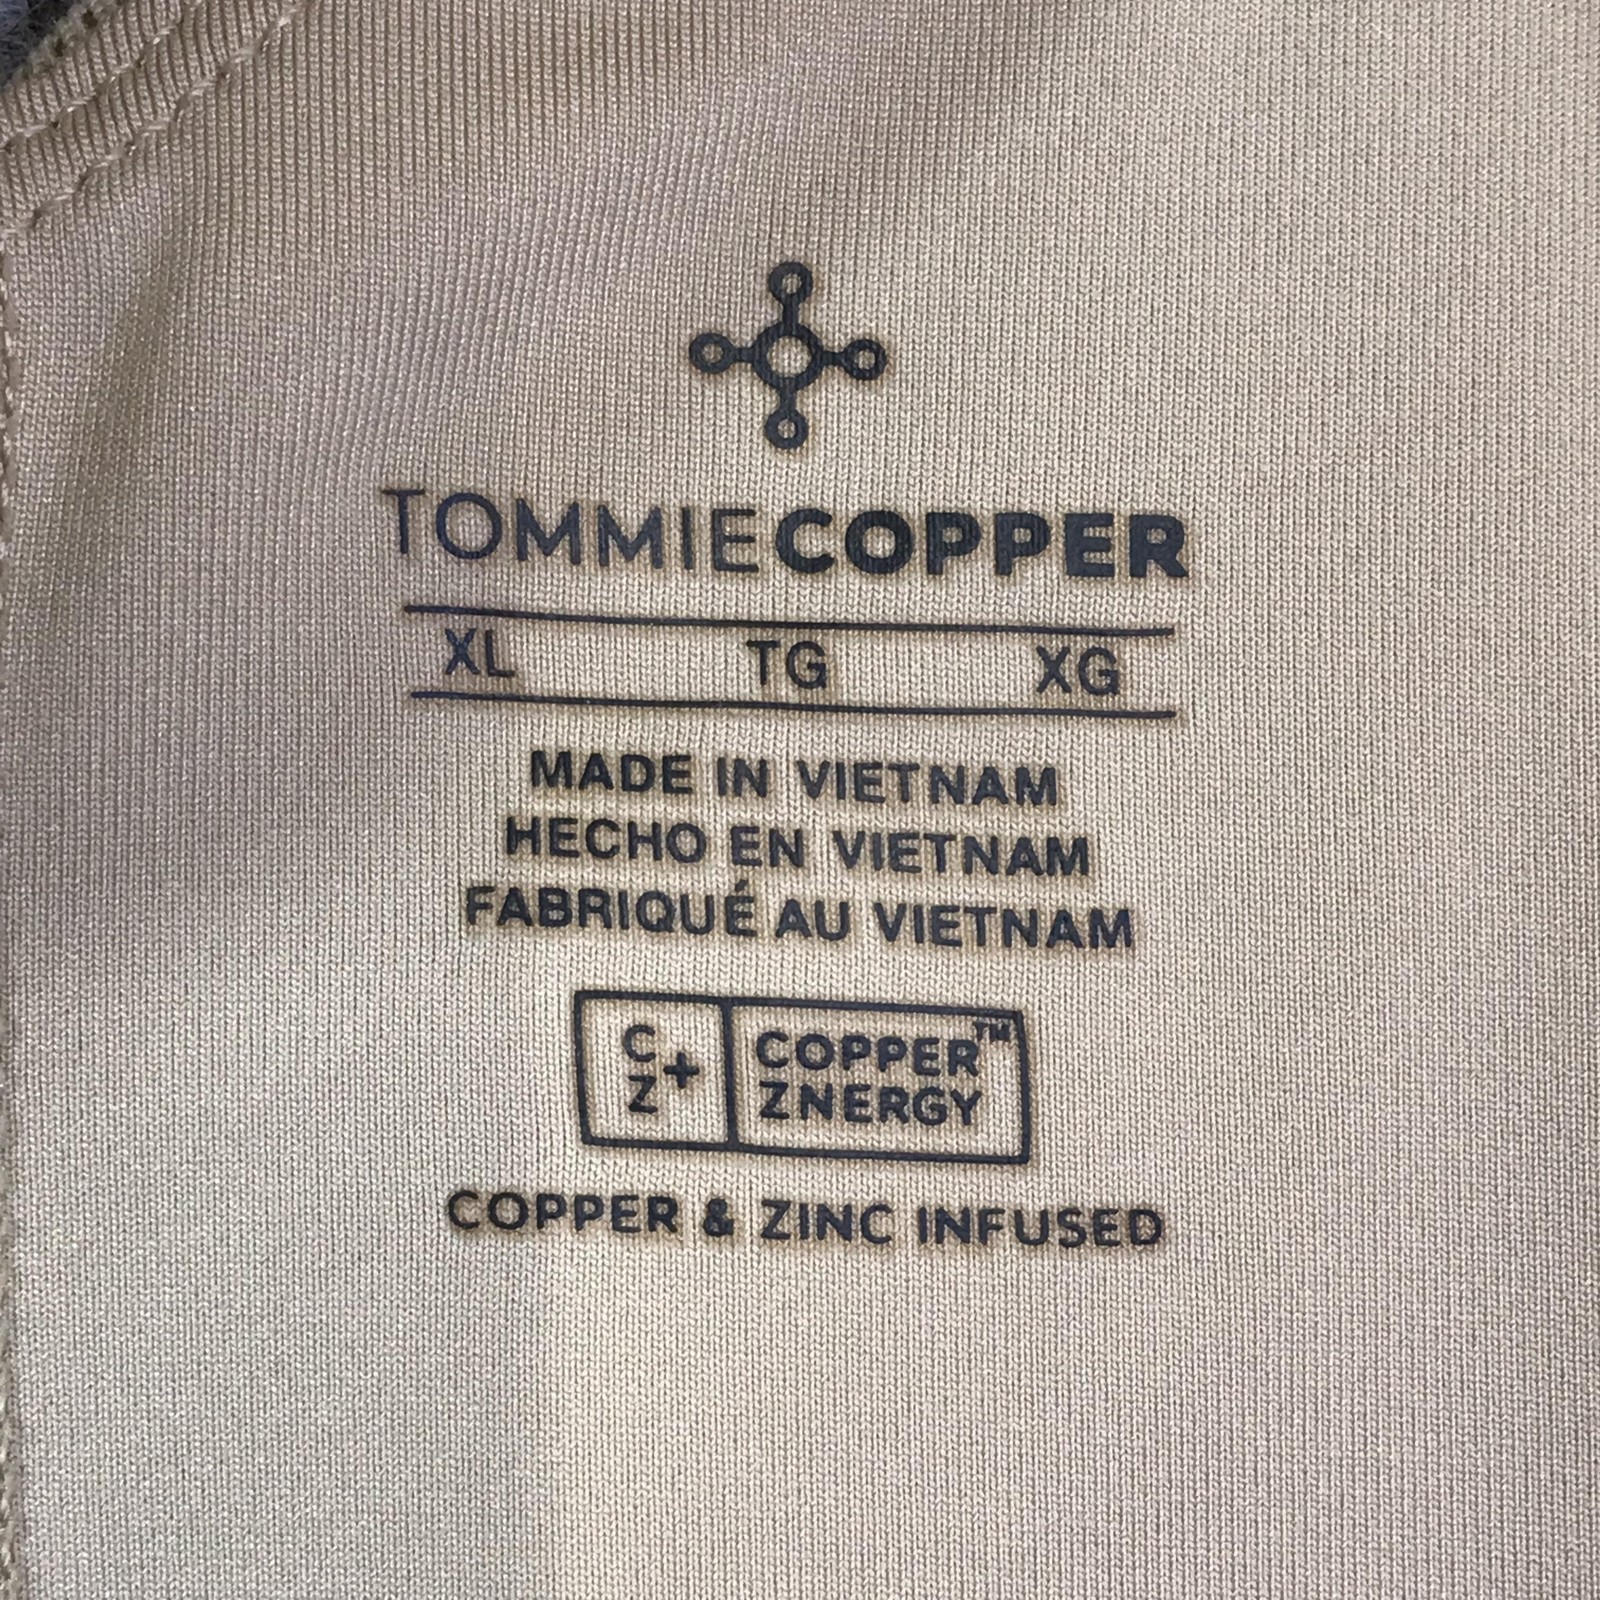 TOMMIECOPPER
XL TG XG
MADE IN VIETNAM
HECHO EN VIETNAM
FABRIQUÉ AU VIETNAM
C
Z+
COPPER™
ZNERGY
COPPER & ZINC INFUSED